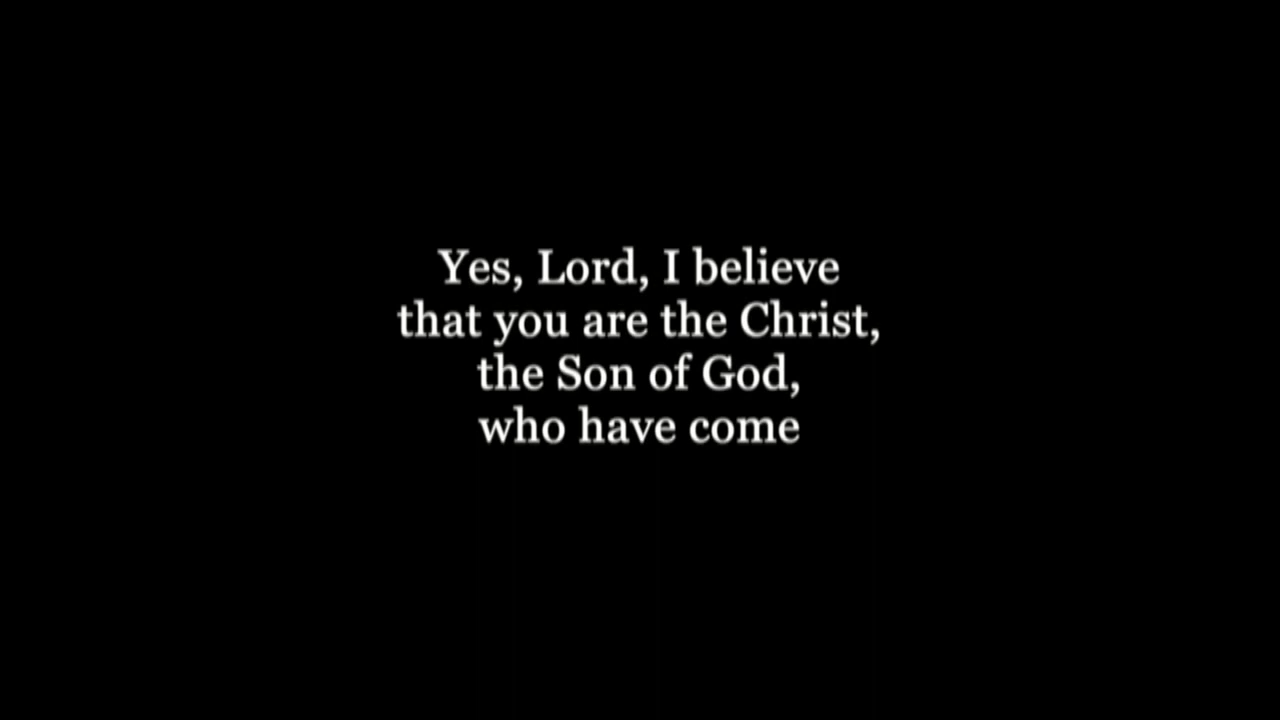 Yes, Lord, I believe
that you are the Christ,
the Son of God,
who have come